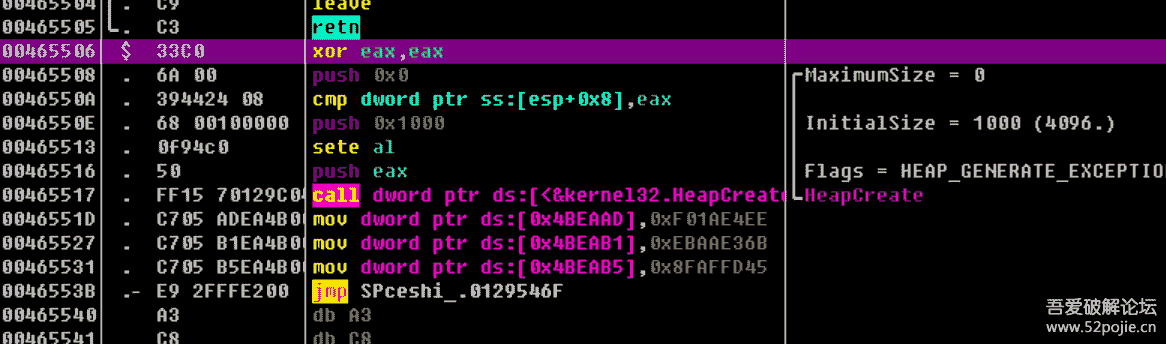 00465504 . C9 leave
00465505 . C3 retn
00465506 $ 33C0 xor eax,eax
00465508 . 6A 00 push 0x0 MaximumSize = 0
0046550A . 394424 08 cmp dword ptr ss:[esp+0x8],eax
0046550E . 68 00100000 push 0x1000 InitialSize = 1000 (4096.)
00465513 . 0f94c0 sete al
00465516 . 50 push eax Flags = HEAP_GENERATE_EXCEPTIO
00465517 . FF15 70129C0 call dword ptr ds:[<&kernel32.HeapCreate HeapCreate
0046551D . C705 ADEA4B0 mov dword ptr ds:[0x4BEAAD],0xF01AE4EE
00465527 . C705 B1EA4B0 mov dword ptr ds:[0x4BEAB1],0xEBAAE36B
00465531 . C705 B5EA4B0 mov dword ptr ds:[0x4BEAB5],0x8FAFFD45
0046553B .- E9 2FFFE200 jmp SPceshi_.0129546F
00465540 A3 db A3
00465541 C8 db C8
吾爱破解论坛
www.52pojie.cn